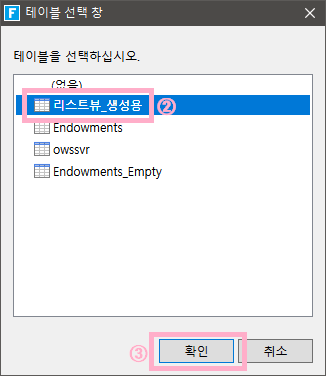 F 테이블 선택 창
테이블을 선택하십시오.
(없음)
리스트뷰_생성용 ②
Endowments
owssvr
Endowments_Empty
③ 확인 취소